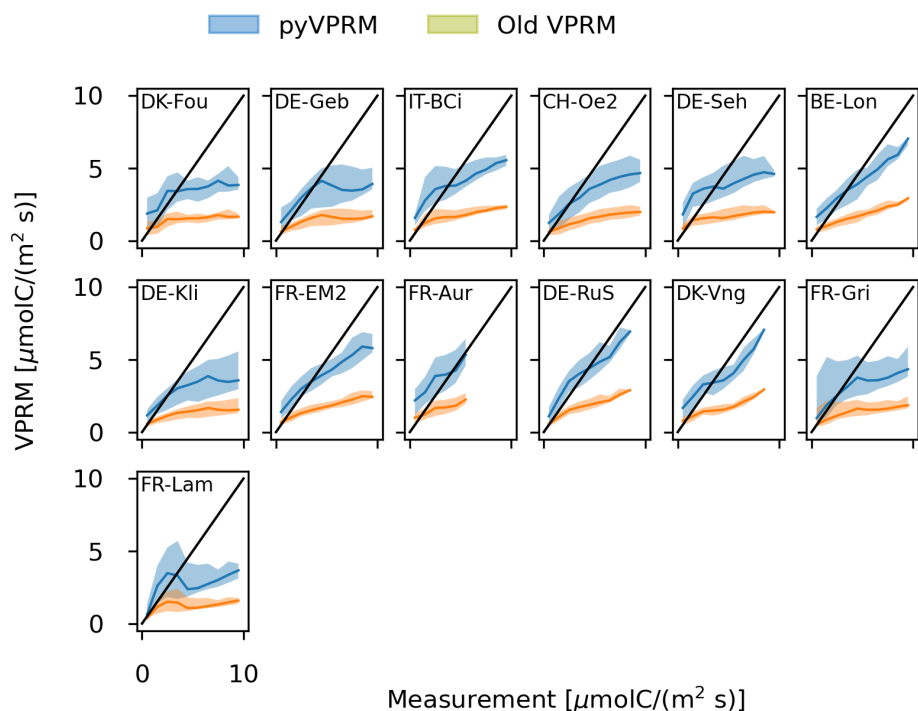 pyVPRM Old VPRM
10 DK-Fou DE-Geb IT-BCi CH-Oe2 DE-Seh BE-Lon
5
0
10 DE-Kli FR-EM2 FR-Aur DE-RuS DK-Vng FR-Gri
5
0
VPRM [μmolC/(m² s)]
10 FR-Lam
5
0
0 10
Measurement [μmolC/(m² s)]